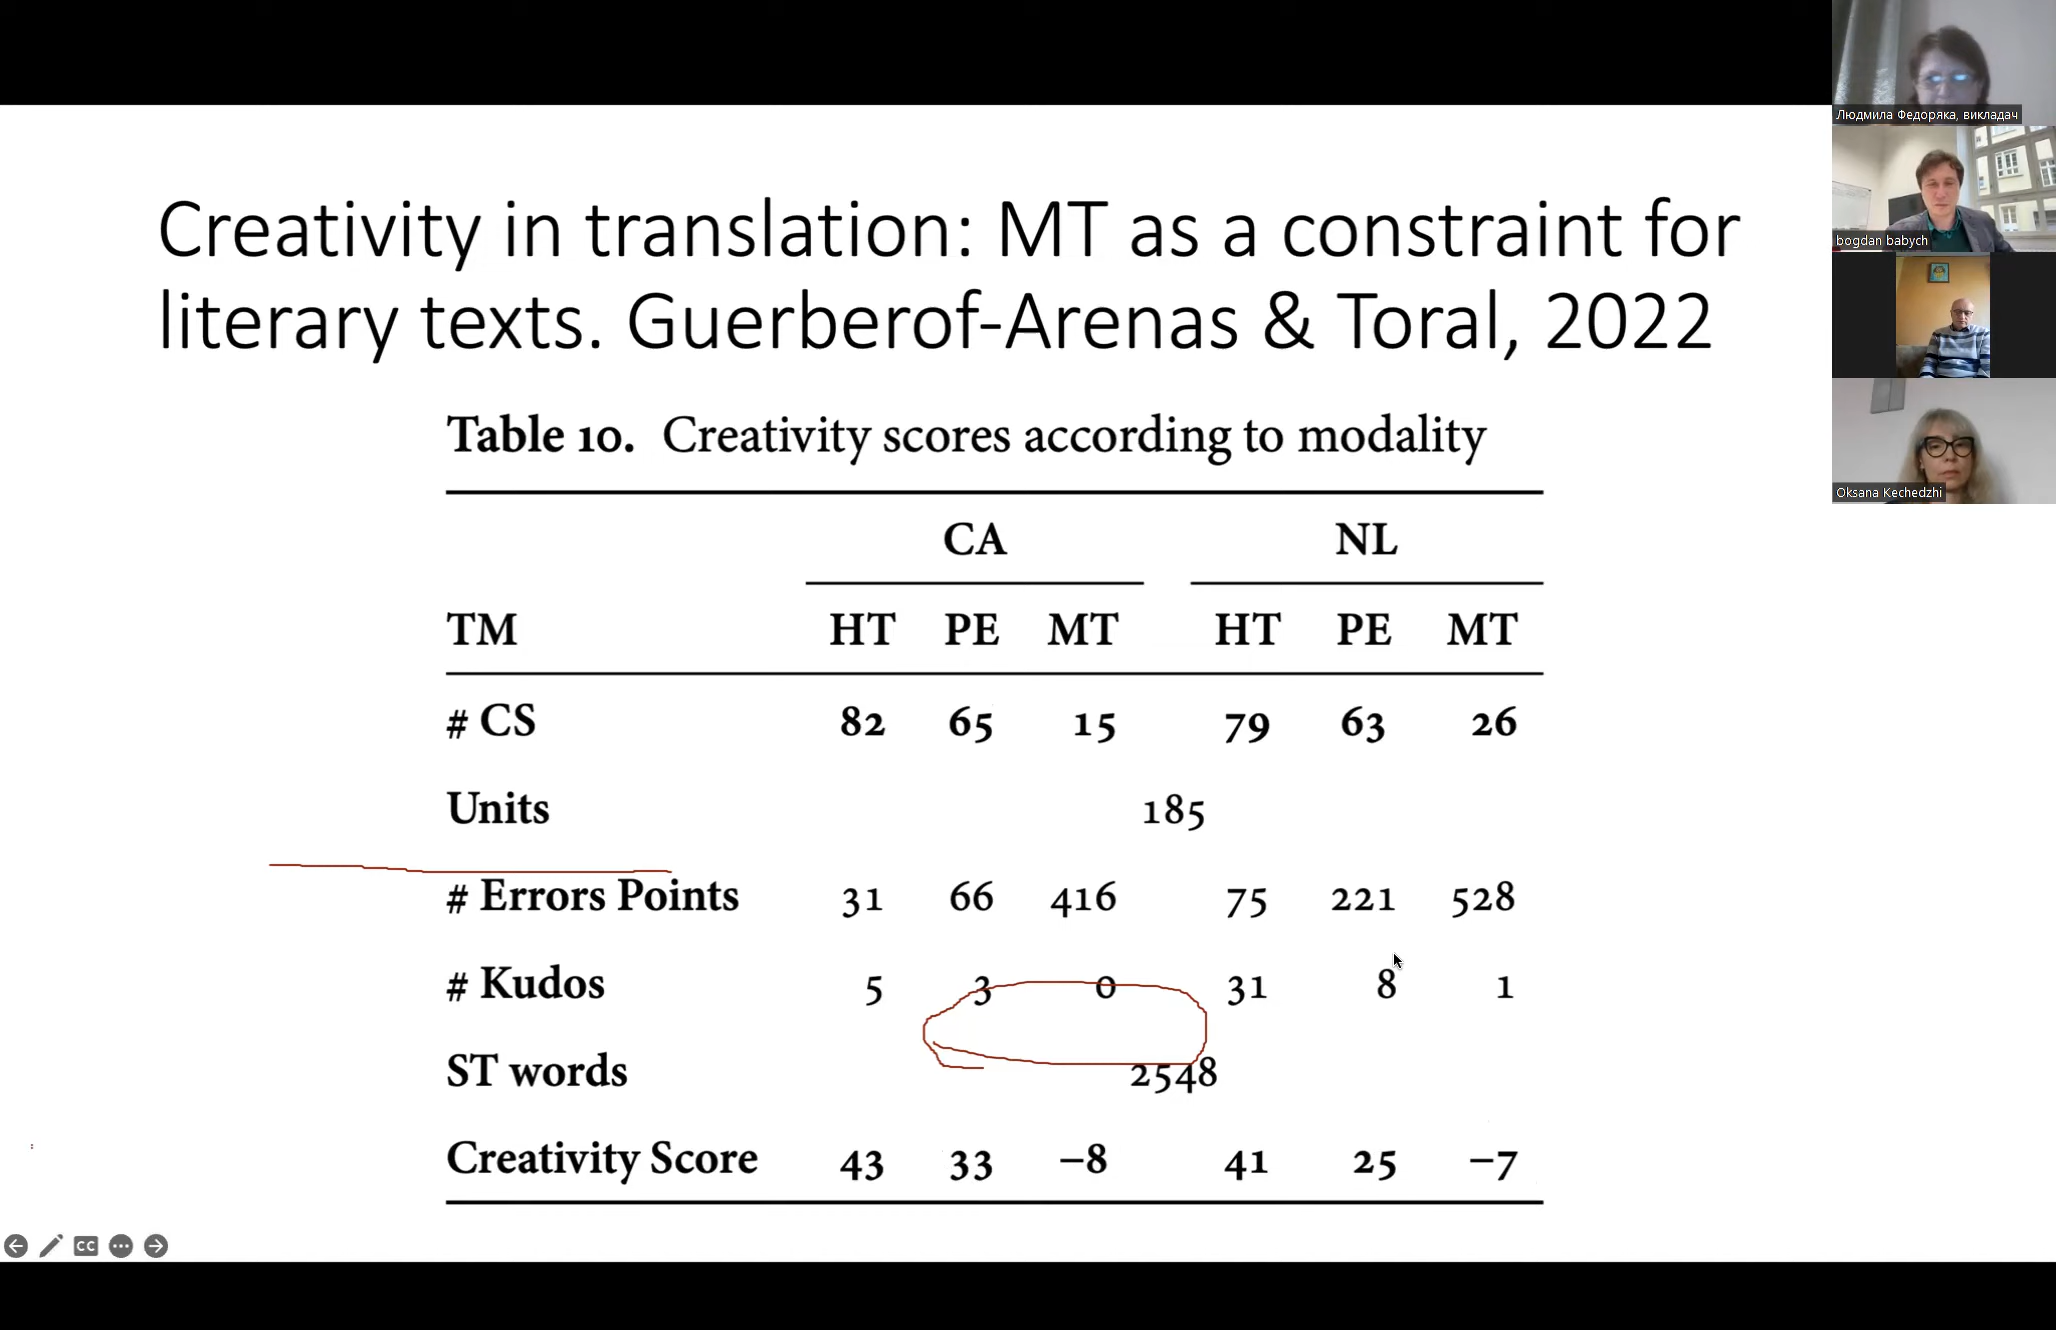 Creativity in translation: MT as a constraint for
literary texts. Guerberof-Arenas & Toral, 2022
Table 10. Creativity scores according to modality
CA NL
TM HT PE MT HT PE MT
# CS 82 65 15 79 63 26
Units 185
# Errors Points 31 66 416 75 221 528
# Kudos 5 3 0 31 8 1
ST words 2548
Creativity Score 43 33 −8 41 25 −7
CC
Людмила Федоряка, викладач
bogdan babych
Oksana Kechedzhi